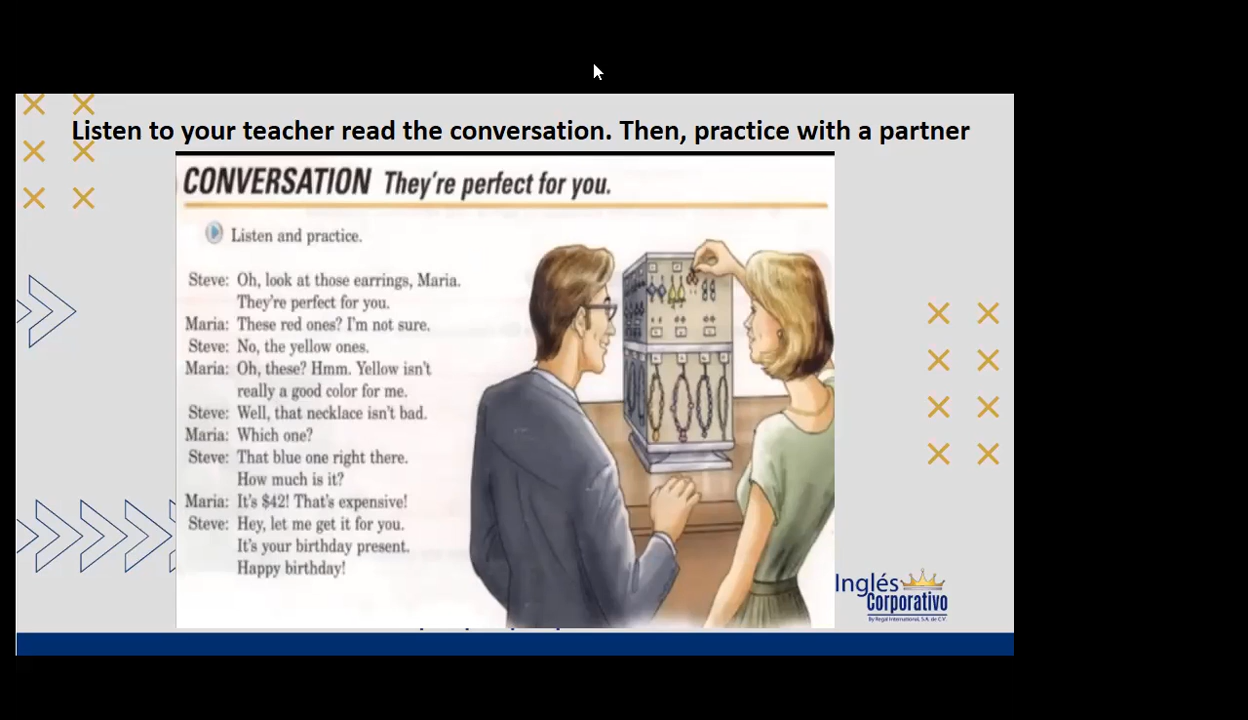 Listen to your teacher read the conversation. Then, practice with a partner
CONVERSATION They're perfect for you.
Listen and practice.
Steve: Oh, look at those earrings, Maria.
They're perfect for you.
Maria: These red ones? I'm not sure.
Steve: No, the yellow ones.
Maria: Oh, these? Hmm. Yellow isn't
really a good color for me.
Steve: Well, that necklace isn't bad.
Maria: Which one?
Steve: That blue one right there.
How much is it?
Maria: It's $42! That's expensive!
Steve: Hey, let me get it for you.
It's your birthday present.
Happy birthday!
Inglés
Corporativo
By Regal International, S.A. de C.V.